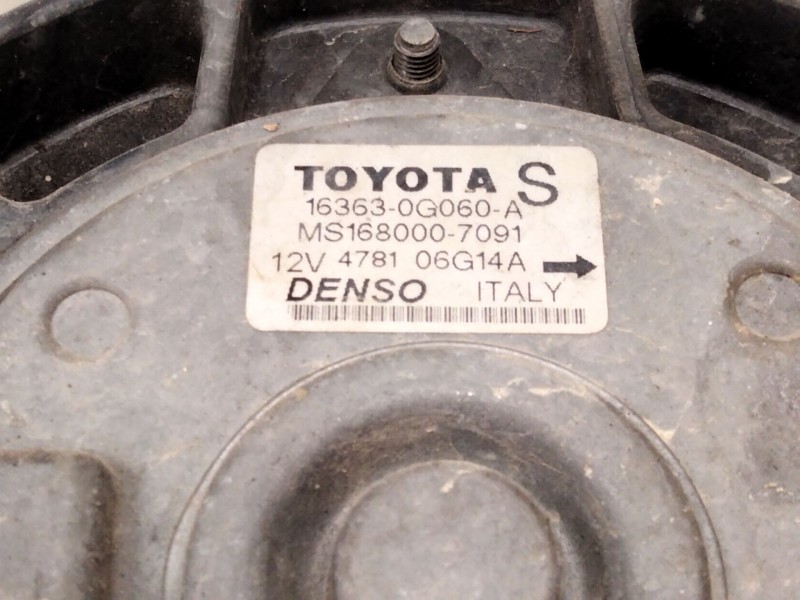 TOYOTA S
16363-0G060-A
MS168000-7091
12V 4781 06G14A
DENSO ITALY